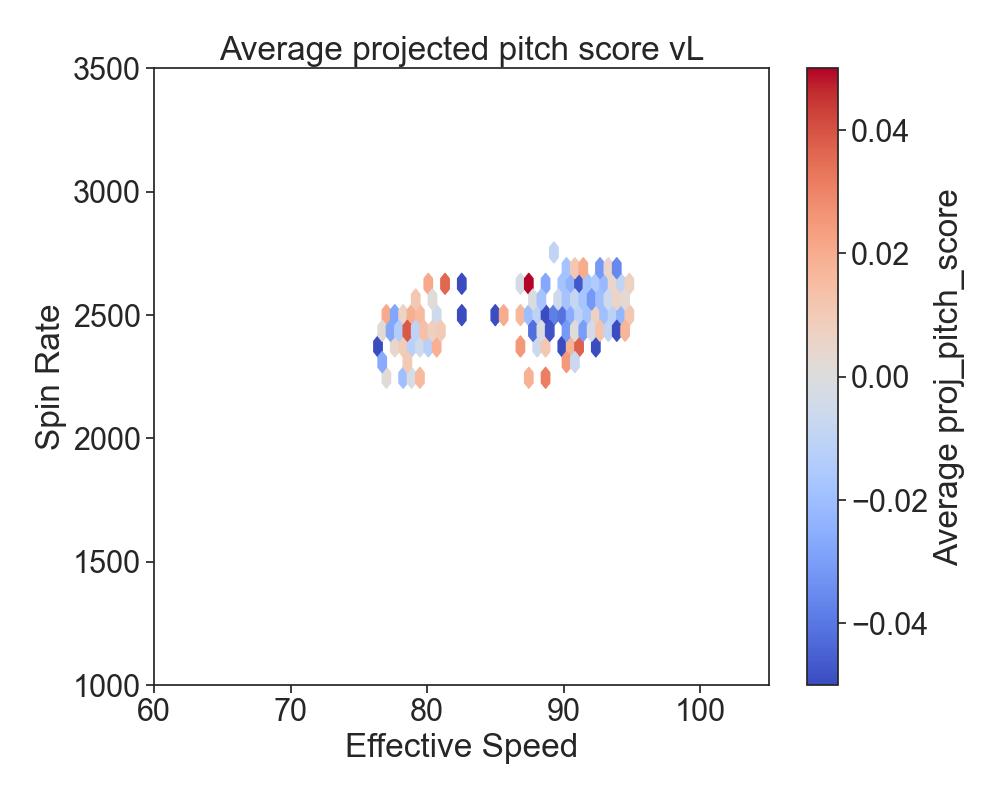 Average projected pitch score vL
3500
3000
2500
2000
1500
1000
Spin Rate
60 70 80 90 100
Effective Speed
0.04
0.02
0.00
−0.02
−0.04
Average proj_pitch_score